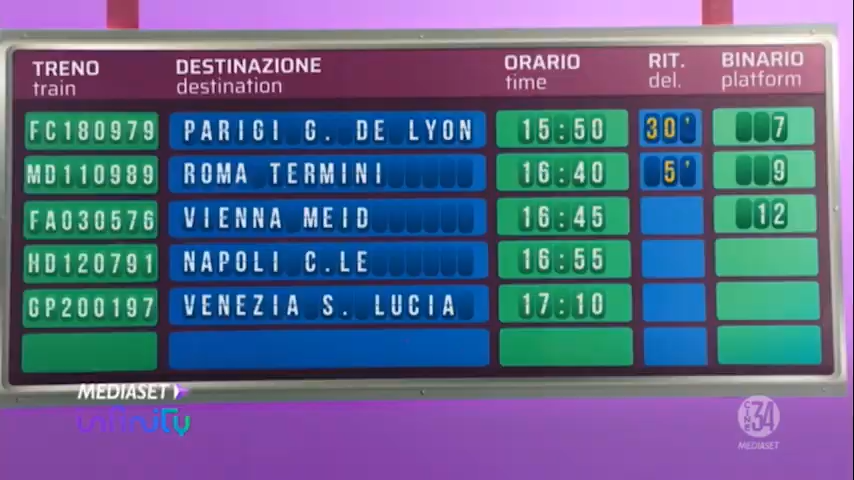 TRENO DESTINAZIONE ORARIO RIT. BINARIO
train destination time del. platform
FC180979 PARIGI G. DE LYON 15:50 30' 7
MD110989 ROMA TERMINI 16:40 5' 9
FA030576 VIENNA MEID 16:45 12
HD120791 NAPOLI C.LE 16:55
GP200197 VENEZIA S. LUCIA 17:10
MEDIASET
infinity
CINE 34
MEDIASET